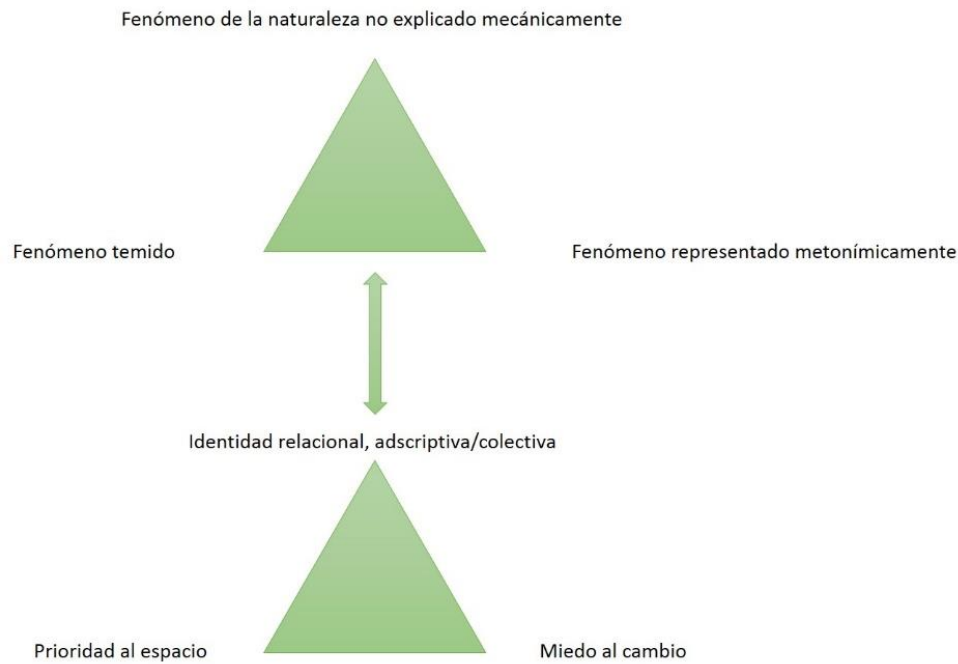 Fenómeno de la naturaleza no explicado mecánicamente
Fenómeno temido
Fenómeno representado metonímicamente
Identidad relacional, adscriptiva/colectiva
Prioridad al espacio
Miedo al cambio